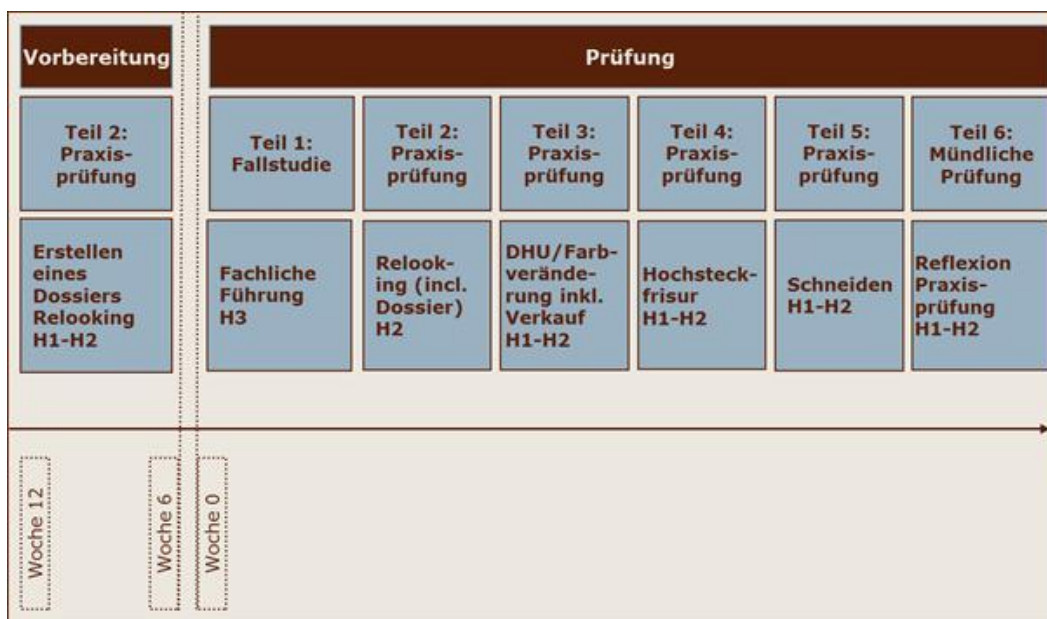 Vorbereitung
Prüfung
Teil 2:
Praxis-
prüfung
Teil 1:
Fallstudie
Teil 2:
Praxis-
prüfung
Teil 3:
Praxis-
prüfung
Teil 4:
Praxis-
prüfung
Teil 5:
Praxis-
prüfung
Teil 6:
Mündliche
Prüfung
Erstellen
eines
Dossiers
Relooking
H1-H2
Fachliche
Führung
H3
Relook-
ing (incl.
Dossier)
H2
DHU/Farb-
verände-
rung inkl.
Verkauf
H1-H2
Hochsteck-
frisur
H1-H2
Schneiden
H1-H2
Reflexion
Praxis-
prüfung
H1-H2
Woche 12
Woche 6
Woche 0